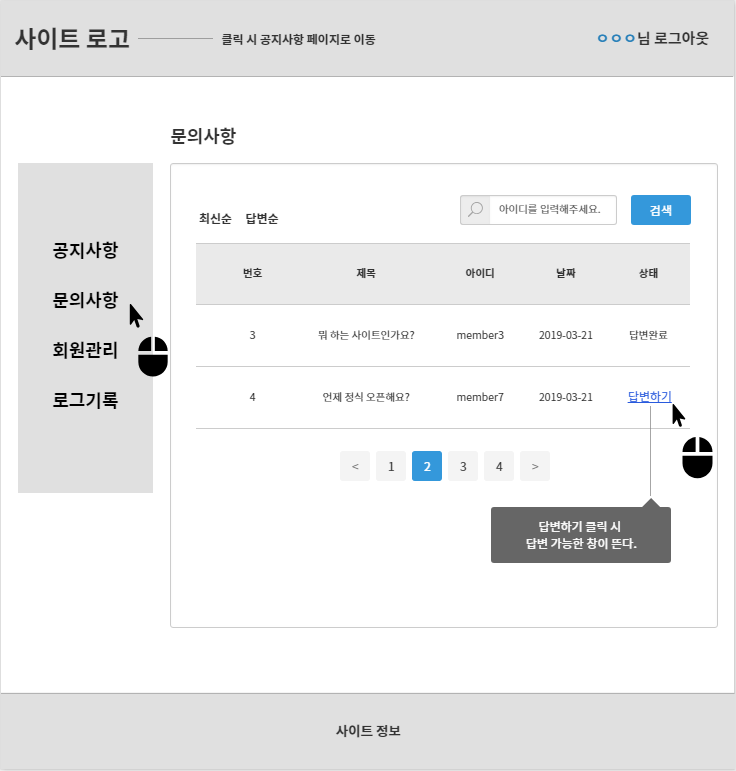 사이트 로고
클릭 시 공지사항 페이지로 이동
ㅇㅇㅇ님 로그아웃
문의사항
공지사항
문의사항
회원관리
로그기록
최신순 답변순
아이디를 입력해주세요.
검색
번호 제목 아이디 날짜 상태
3 뭐 하는 사이트인가요? member3 2019-03-21 답변완료
4 언제 정식 오픈해요? member7 2019-03-21 답변하기
< 1 2 3 4 >
답변하기 클릭 시
답변 가능한 창이 뜬다.
사이트 정보